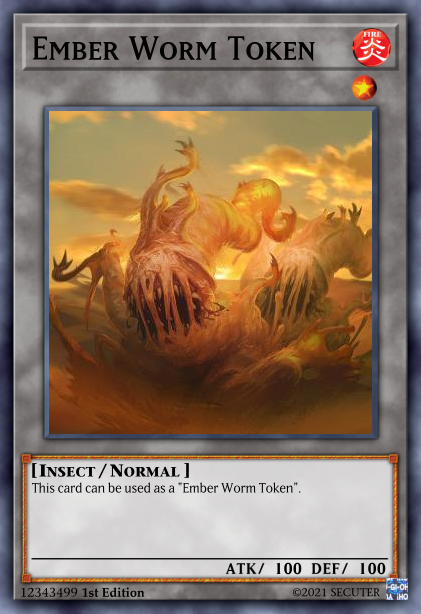 EMBER WORM TOKEN
FIRE
炎
[INSECT / NORMAL ]
This card can be used as a "Ember Worm Token".
ATK/ 100 DEF/ 100
12343499 1st Edition ©2021 SECUTER